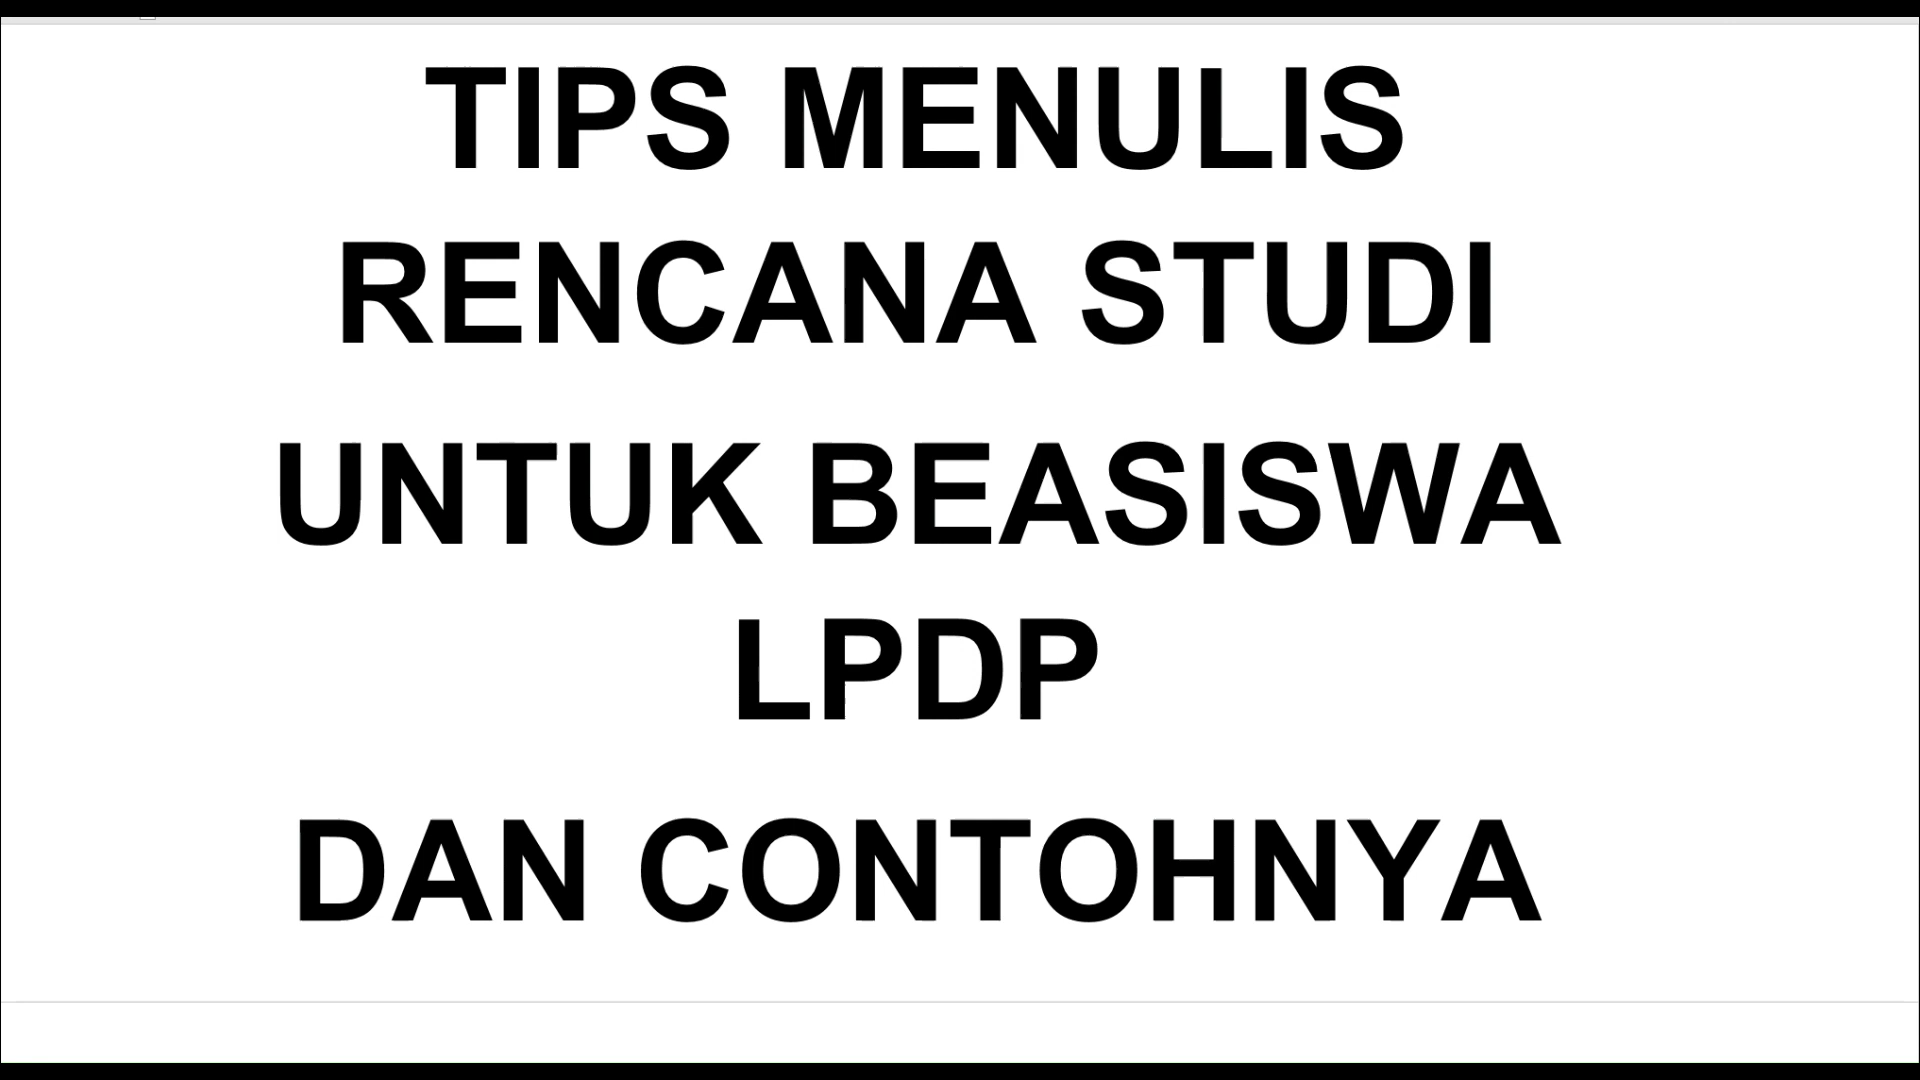 TIPS MENULIS
RENCANA STUDI
UNTUK BEASISWA
LPDP
DAN CONTOHNYA